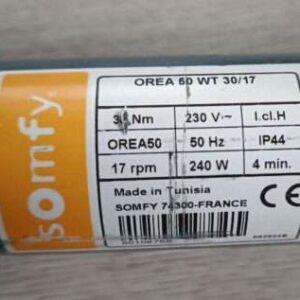 somfy
OREA 50 WT 30/17
Nm 230 V~ I.cl.H
OREA50 50 Hz IP44
17 rpm 240 W 4 min.
Made in Tunisia
SOMFY 74300-FRANCE
CE